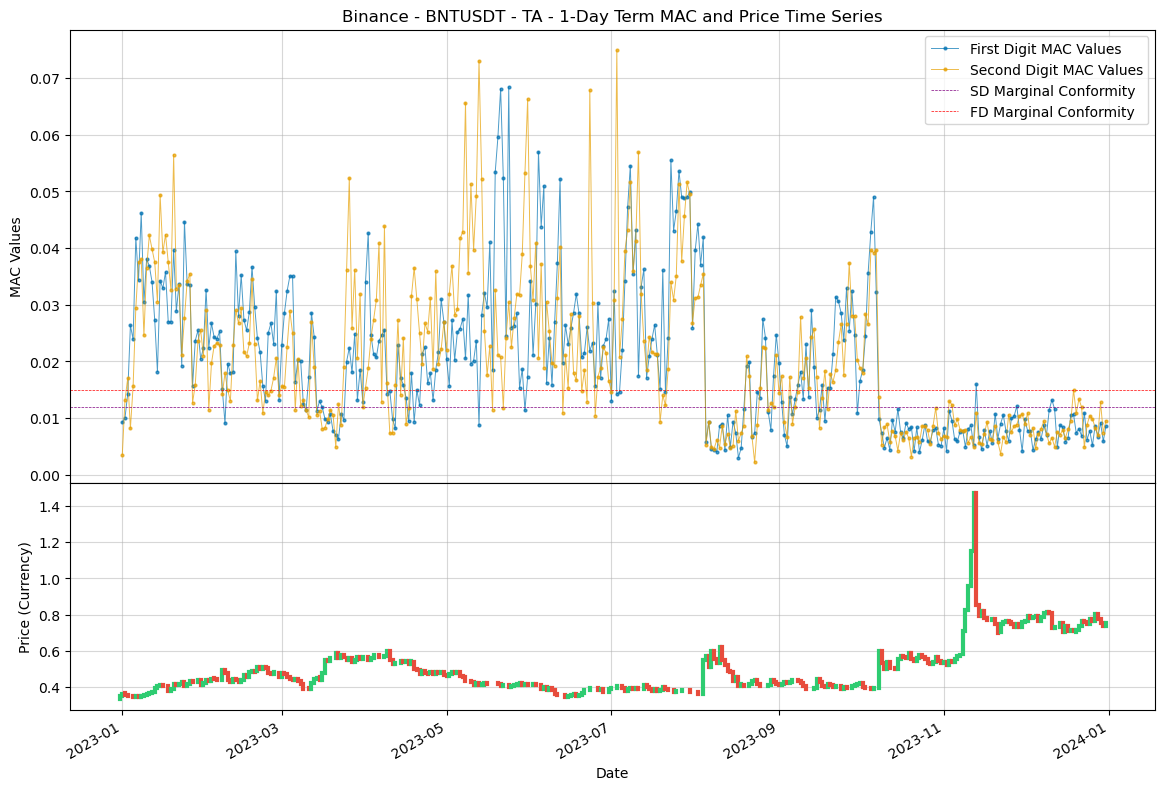 Binance - BNTUSDT - TA - 1-Day Term MAC and Price Time Series
First Digit MAC Values
Second Digit MAC Values
SD Marginal Conformity
FD Marginal Conformity
MAC Values
0.07
0.06
0.05
0.04
0.03
0.02
0.01
0.00
Price (Currency)
1.4
1.2
1.0
0.8
0.6
0.4
2023-01
2023-03
2023-05
2023-07
2023-09
2023-11
2024-01
Date